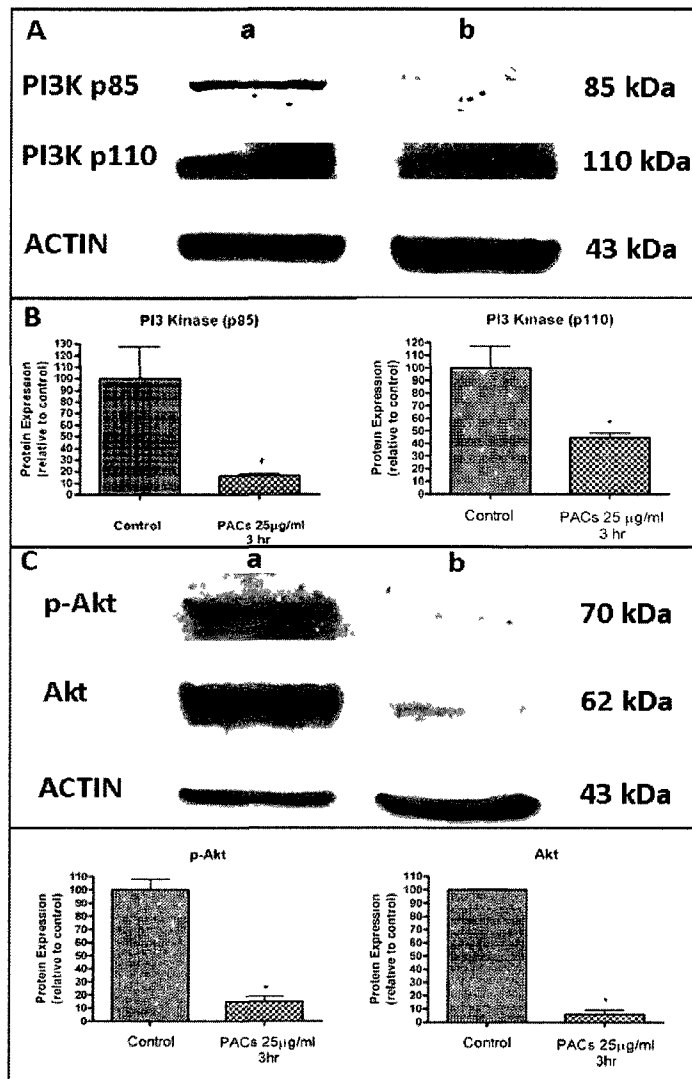 A a b
PI3K p85 85 kDa
PI3K p110 110 kDa
ACTIN 43 kDa
B
PI3 Kinase (p85)
Protein Expression
(relative to control)
130
120
110
100
90
80
70
60
50
40
30
20
10
0
*
Control PACs 25µg/ml
3 hr
PI3 Kinase (p110)
Protein Expression
(relative to control)
120
110
100
90
80
70
60
50
40
30
20
10
0
*
Control PACs 25 µg/ml
3 hr
C a b
p-Akt 70 kDa
Akt 62 kDa
ACTIN 43 kDa
p-Akt
Protein Expression
(relative to control)
110
100
90
80
70
60
50
40
30
20
10
0
*
Control PACs 25µg/ml
3hr
Akt
Protein Expression
(relative to control)
110
100
90
80
70
60
50
40
30
20
10
0
*
Control PACs 25µg/ml
3hr